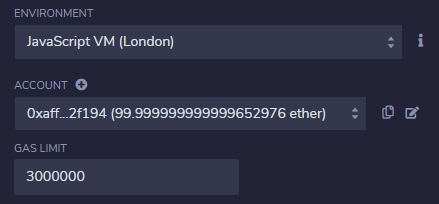 ENVIRONMENT
JavaScript VM (London)
ACCOUNT
0xaff...2f194 (99.999999999999652976 ether)
GAS LIMIT
3000000